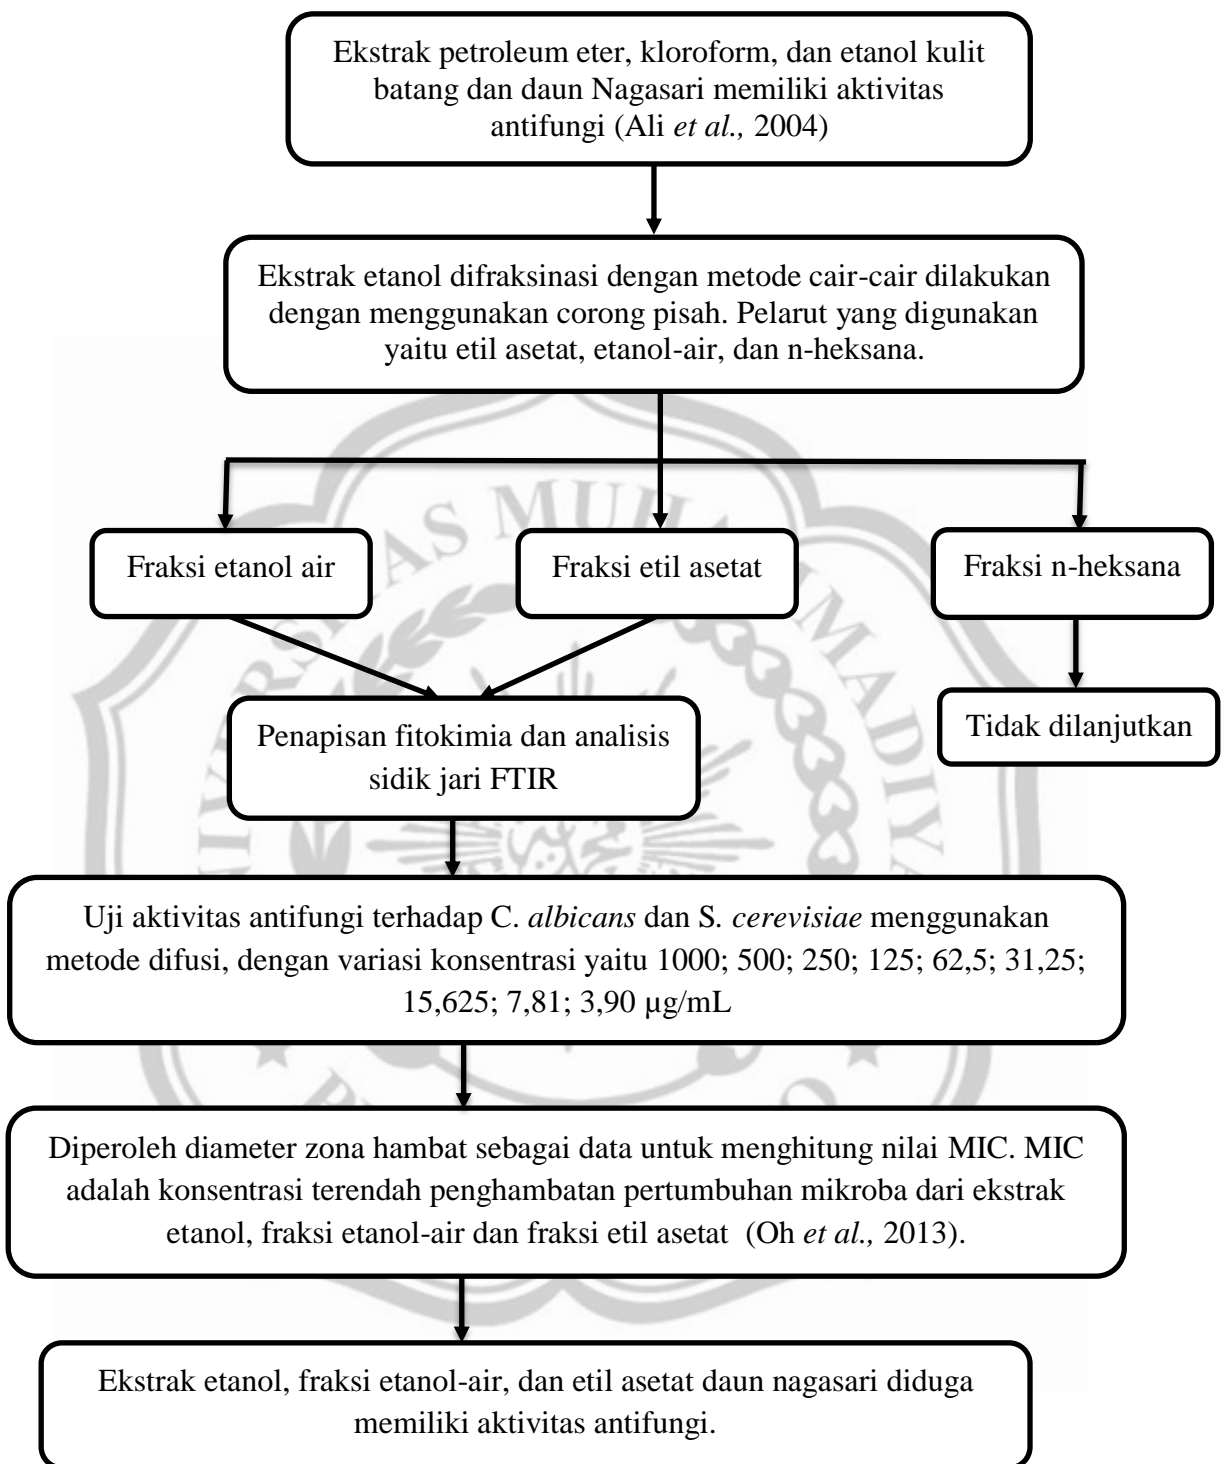 Ekstrak petroleum eter, kloroform, dan etanol kulit
batang dan daun Nagasari memiliki aktivitas
antifungi (Ali et al., 2004)
Ekstrak etanol difraksinasi dengan metode cair-cair dilakukan
dengan menggunakan corong pisah. Pelarut yang digunakan
yaitu etil asetat, etanol-air, dan n-heksana.
Fraksi etanol air
Fraksi etil asetat
Fraksi n-heksana
Penapisan fitokimia dan analisis
sidik jari FTIR
Tidak dilanjutkan
Uji aktivitas antifungi terhadap C. albicans dan S. cerevisiae menggunakan
metode difusi, dengan variasi konsentrasi yaitu 1000; 500; 250; 125; 62,5; 31,25;
15,625; 7,81; 3,90 µg/mL
Diperoleh diameter zona hambat sebagai data untuk menghitung nilai MIC. MIC
adalah konsentrasi terendah penghambatan pertumbuhan mikroba dari ekstrak
etanol, fraksi etanol-air dan fraksi etil asetat  (Oh et al., 2013).
Ekstrak etanol, fraksi etanol-air, dan etil asetat daun nagasari diduga
memiliki aktivitas antifungi.